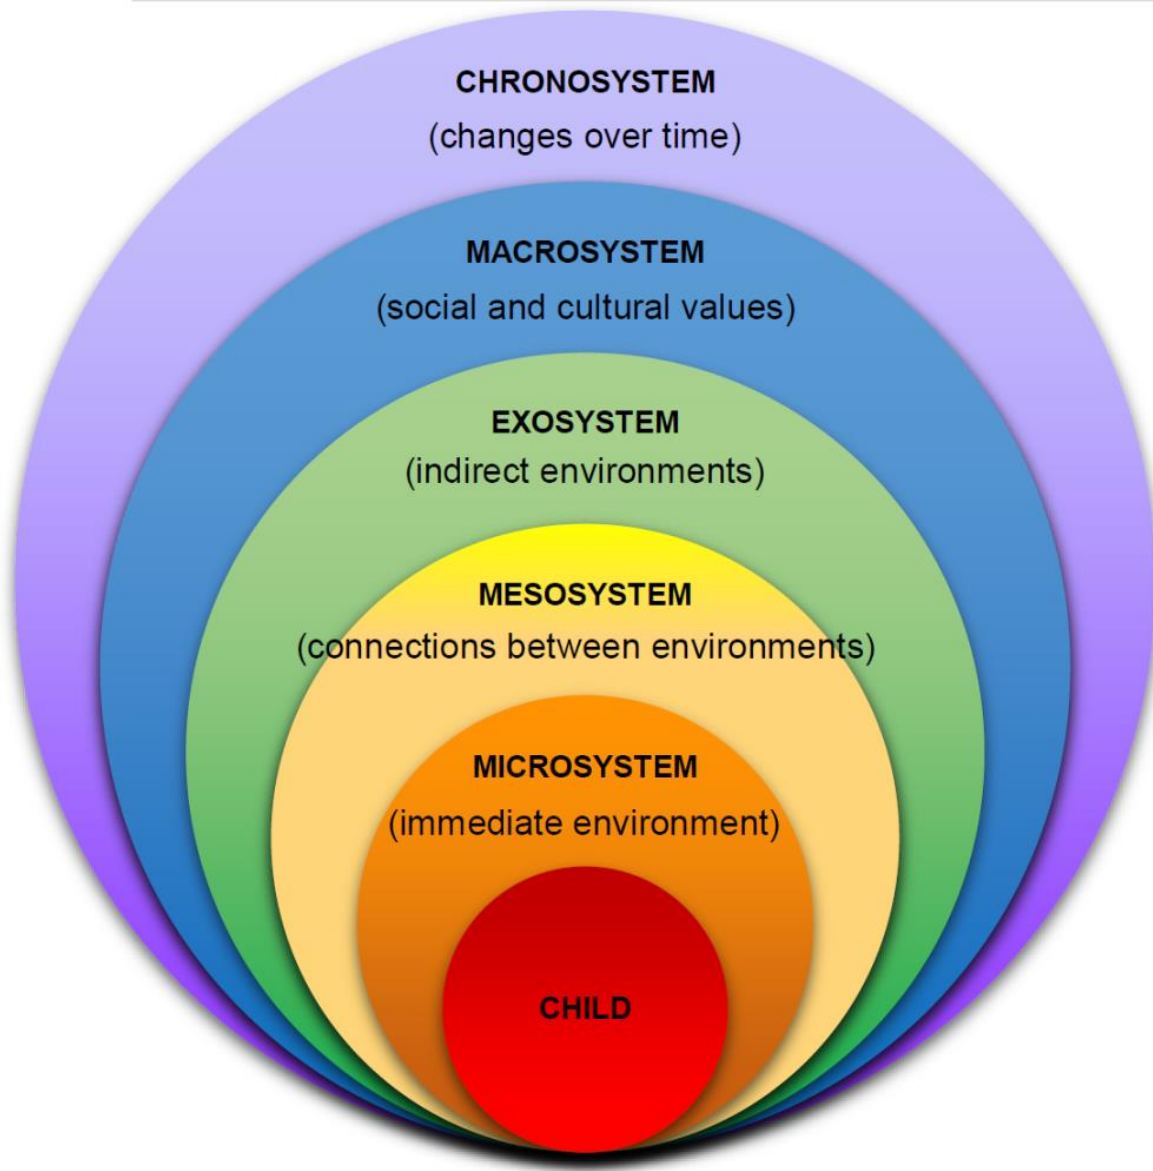 CHRONOSYSTEM
(changes over time)
MACROSYSTEM
(social and cultural values)
EXOSYSTEM
(indirect environments)
MESOSYSTEM
(connections between environments)
MICROSYSTEM
(immediate environment)
CHILD